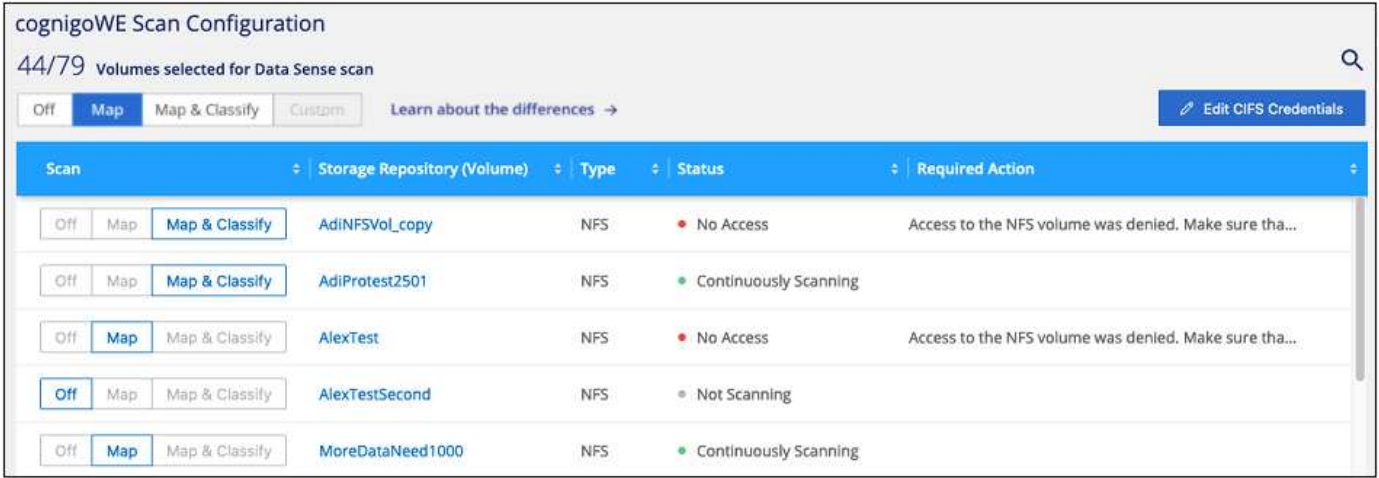 cognigoWE Scan Configuration
44/79 Volumes selected for Data Sense scan
Off Map Map & Classify Custom Learn about the differences → Edit CIFS Credentials
Scan Storage Repository (Volume) Type Status Required Action
Off Map Map & Classify AdiNFSVol_copy NFS No Access Access to the NFS volume was denied. Make sure tha...
Off Map Map & Classify AdiProtest2501 NFS Continuously Scanning
Off Map Map & Classify AlexTest NFS No Access Access to the NFS volume was denied. Make sure tha...
Off Map Map & Classify AlexTestSecond NFS Not Scanning
Off Map Map & Classify MoreDataNeed1000 NFS Continuously Scanning